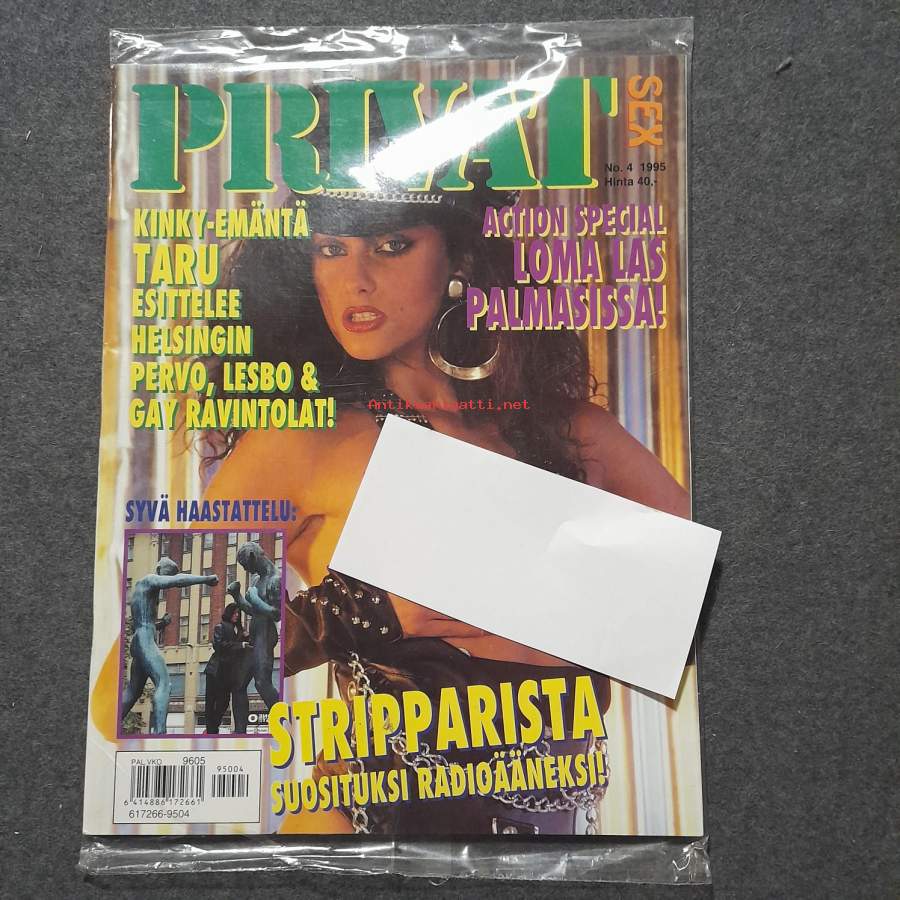 PRIVAT
SEX
No. 4 1995
Hinta 40,-
KINKY-EMÄNTÄ
TARU
ESITTELEE
HELSINGIN
PERVO, LESBO &
GAY RAVINTOLAT!
ACTION SPECIAL
LOMA LAS
PALMASISSA!
Antiikkihuutti.net
SYVÄ HAASTATTELU:
STRIPPARISTA
SUOSITUKSI RADIOÄÄNEKSI!
PAL.VKO 9605
95004
6 414886 172661
617266-9504